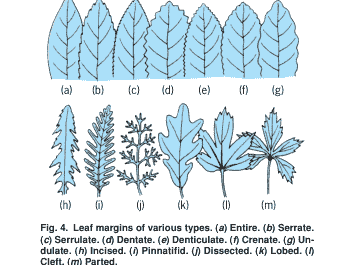 (a) (b) (c) (d) (e) (f) (g)
(h) (i) (j) (k) (l) (m)
Fig. 4. Leaf margins of various types. (a) Entire. (b) Serrate.
(c) Serrulate. (d) Dentate. (e) Denticulate. (f) Crenate. (g) Un-
dulate. (h) Incised. (i) Pinnatifid. (j) Dissected. (k) Lobed. (l)
Cleft. (m) Parted.